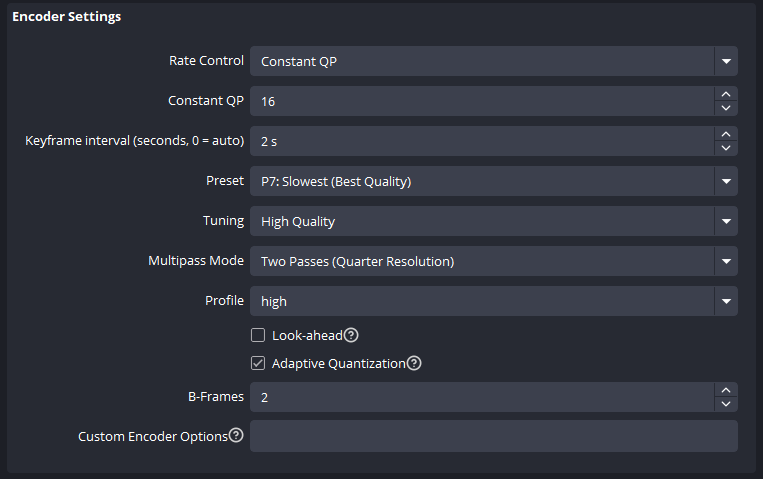 Encoder Settings
Rate Control Constant QP
Constant QP 16
Keyframe interval (seconds, 0 = auto) 2 s
Preset P7: Slowest (Best Quality)
Tuning High Quality
Multipass Mode Two Passes (Quarter Resolution)
Profile high
Look-ahead ?
Adaptive Quantization ?
B-Frames 2
Custom Encoder Options ?